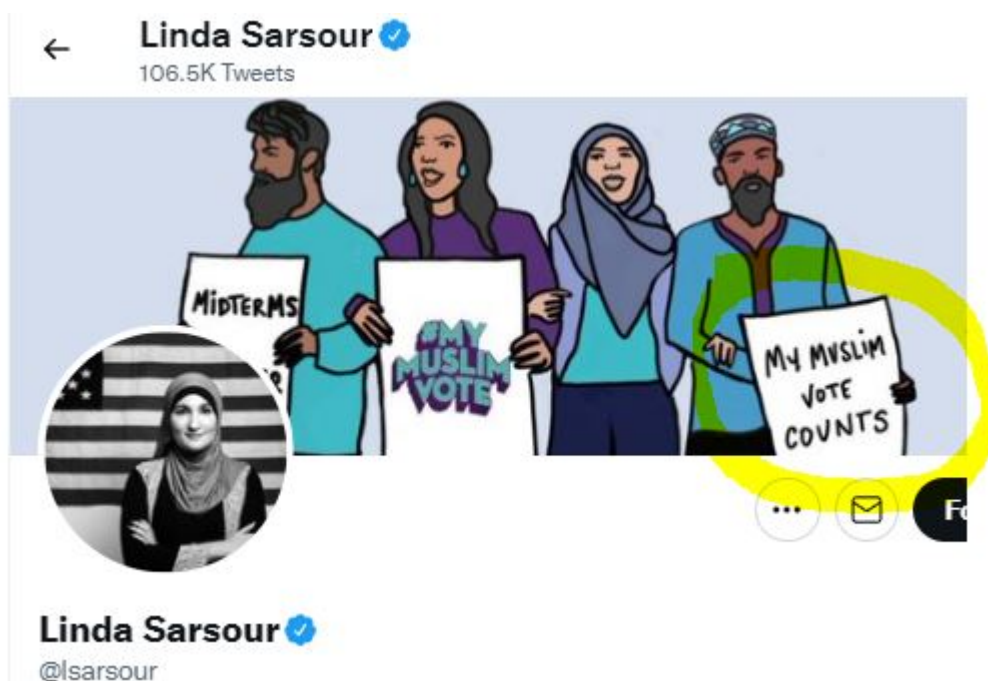 Linda Sarsour
106.5K Tweets
MIDTERMS
#MY
MUSLIM
VOTE
MY MUSLIM
VOTE
COUNTS
Linda Sarsour
@lsarsour